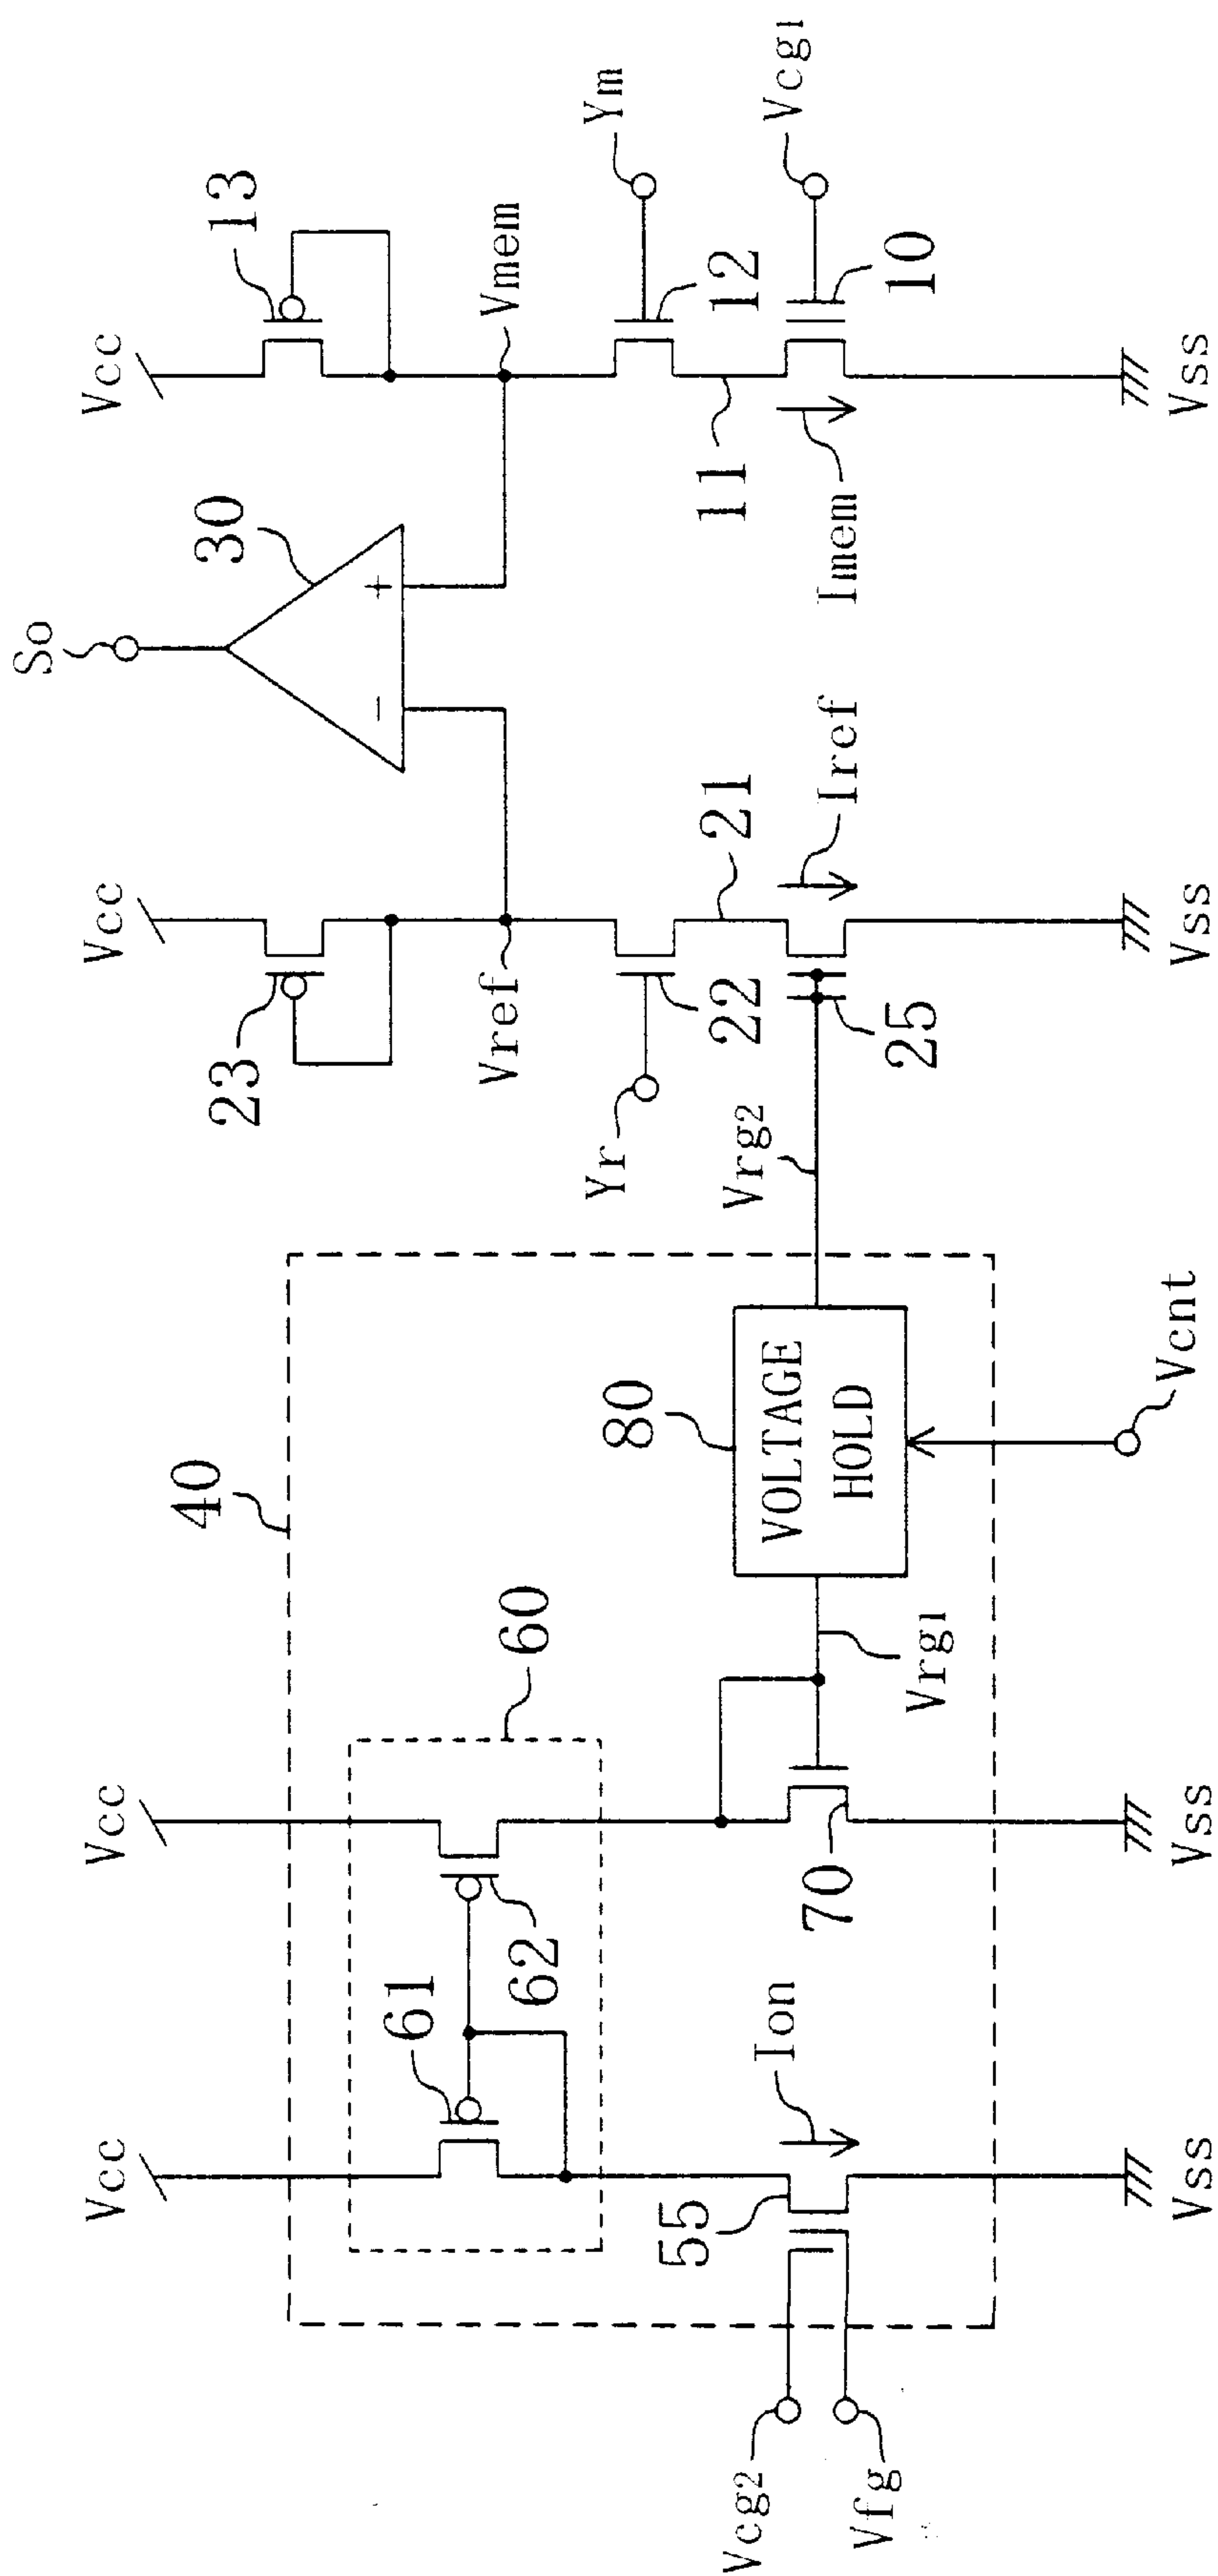 So
30
Vcc
Vcc
Vcc
Vcc
13
23
+
-
40
60
61
62
Vmem
Vref
Ym
12
Yr
22
21
11
Vcg1
10
Imem
Iref
25
Vrg2
80
VOLTAGE
HOLD
Vrg1
70
Ion
55
Vcg2
Vfg
Vcnt
Vss
Vss
Vss
Vss